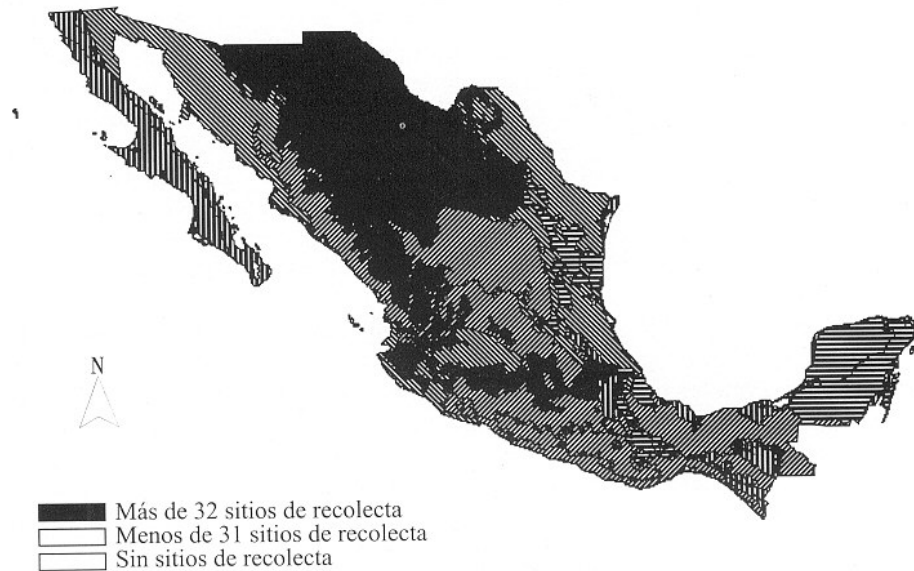 N
Más de 32 sitios de recolecta
Menos de 31 sitios de recolecta
Sin sitios de recolecta